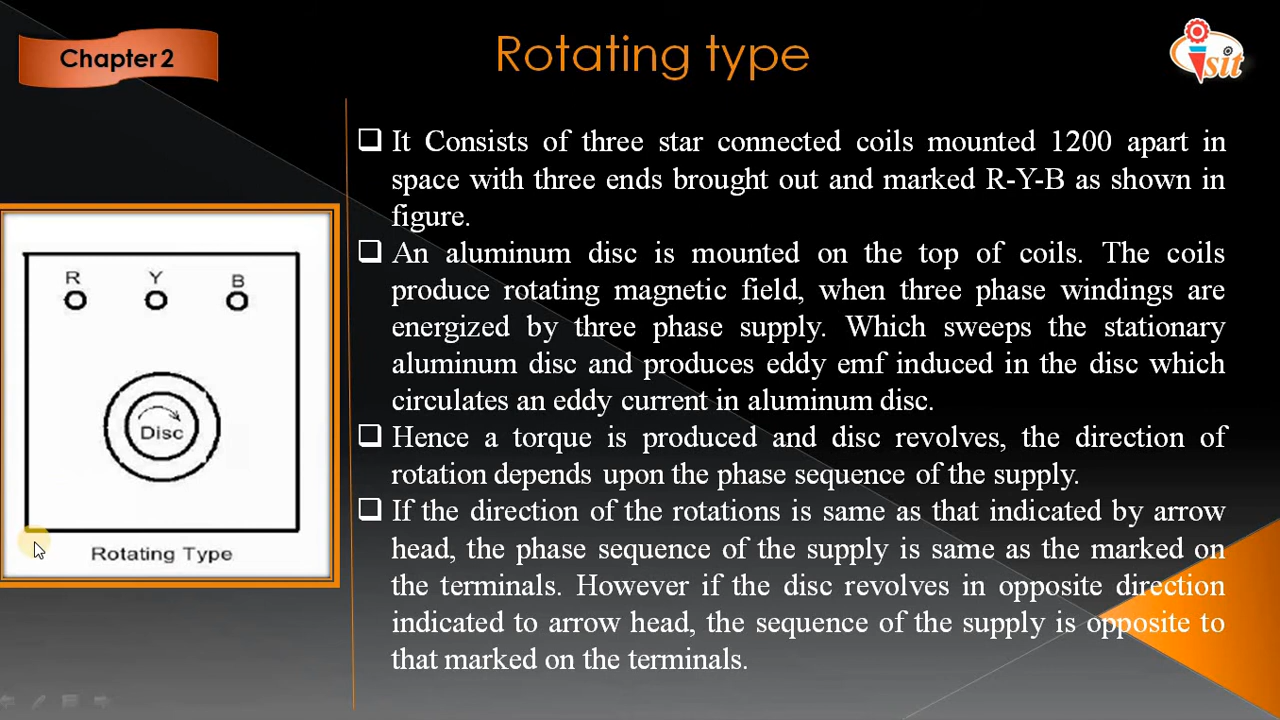 Chapter 2
Rotating type
sit
It Consists of three star connected coils mounted 1200 apart in
space with three ends brought out and marked R-Y-B as shown in
figure.
An aluminum disc is mounted on the top of coils. The coils
produce rotating magnetic field, when three phase windings are
energized by three phase supply. Which sweeps the stationary
aluminum disc and produces eddy emf induced in the disc which
circulates an eddy current in aluminum disc.
Hence a torque is produced and disc revolves, the direction of
rotation depends upon the phase sequence of the supply.
If the direction of the rotations is same as that indicated by arrow
head, the phase sequence of the supply is same as the marked on
the terminals. However if the disc revolves in opposite direction
indicated to arrow head, the sequence of the supply is opposite to
that marked on the terminals.
R Y B
Disc
Rotating Type